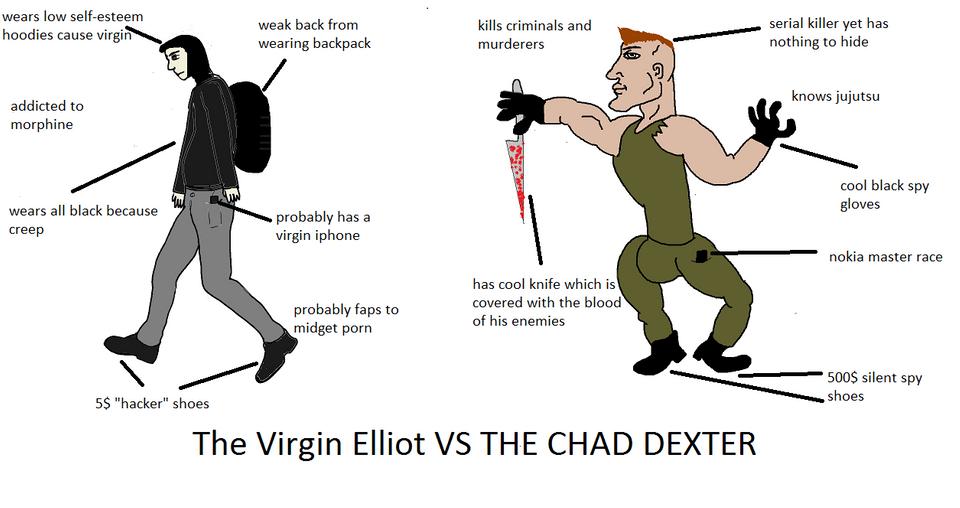 wears low self-esteem
hoodies cause virgin
weak back from
wearing backpack
addicted to
morphine
wears all black because
creep
probably has a
virgin iphone
probably faps to
midget porn
5$ "hacker" shoes
kills criminals and
murderers
serial killer yet has
nothing to hide
knows jujutsu
cool black spy
gloves
nokia master race
has cool knife which is
covered with the blood
of his enemies
500$ silent spy
shoes
The Virgin Elliot VS THE CHAD DEXTER